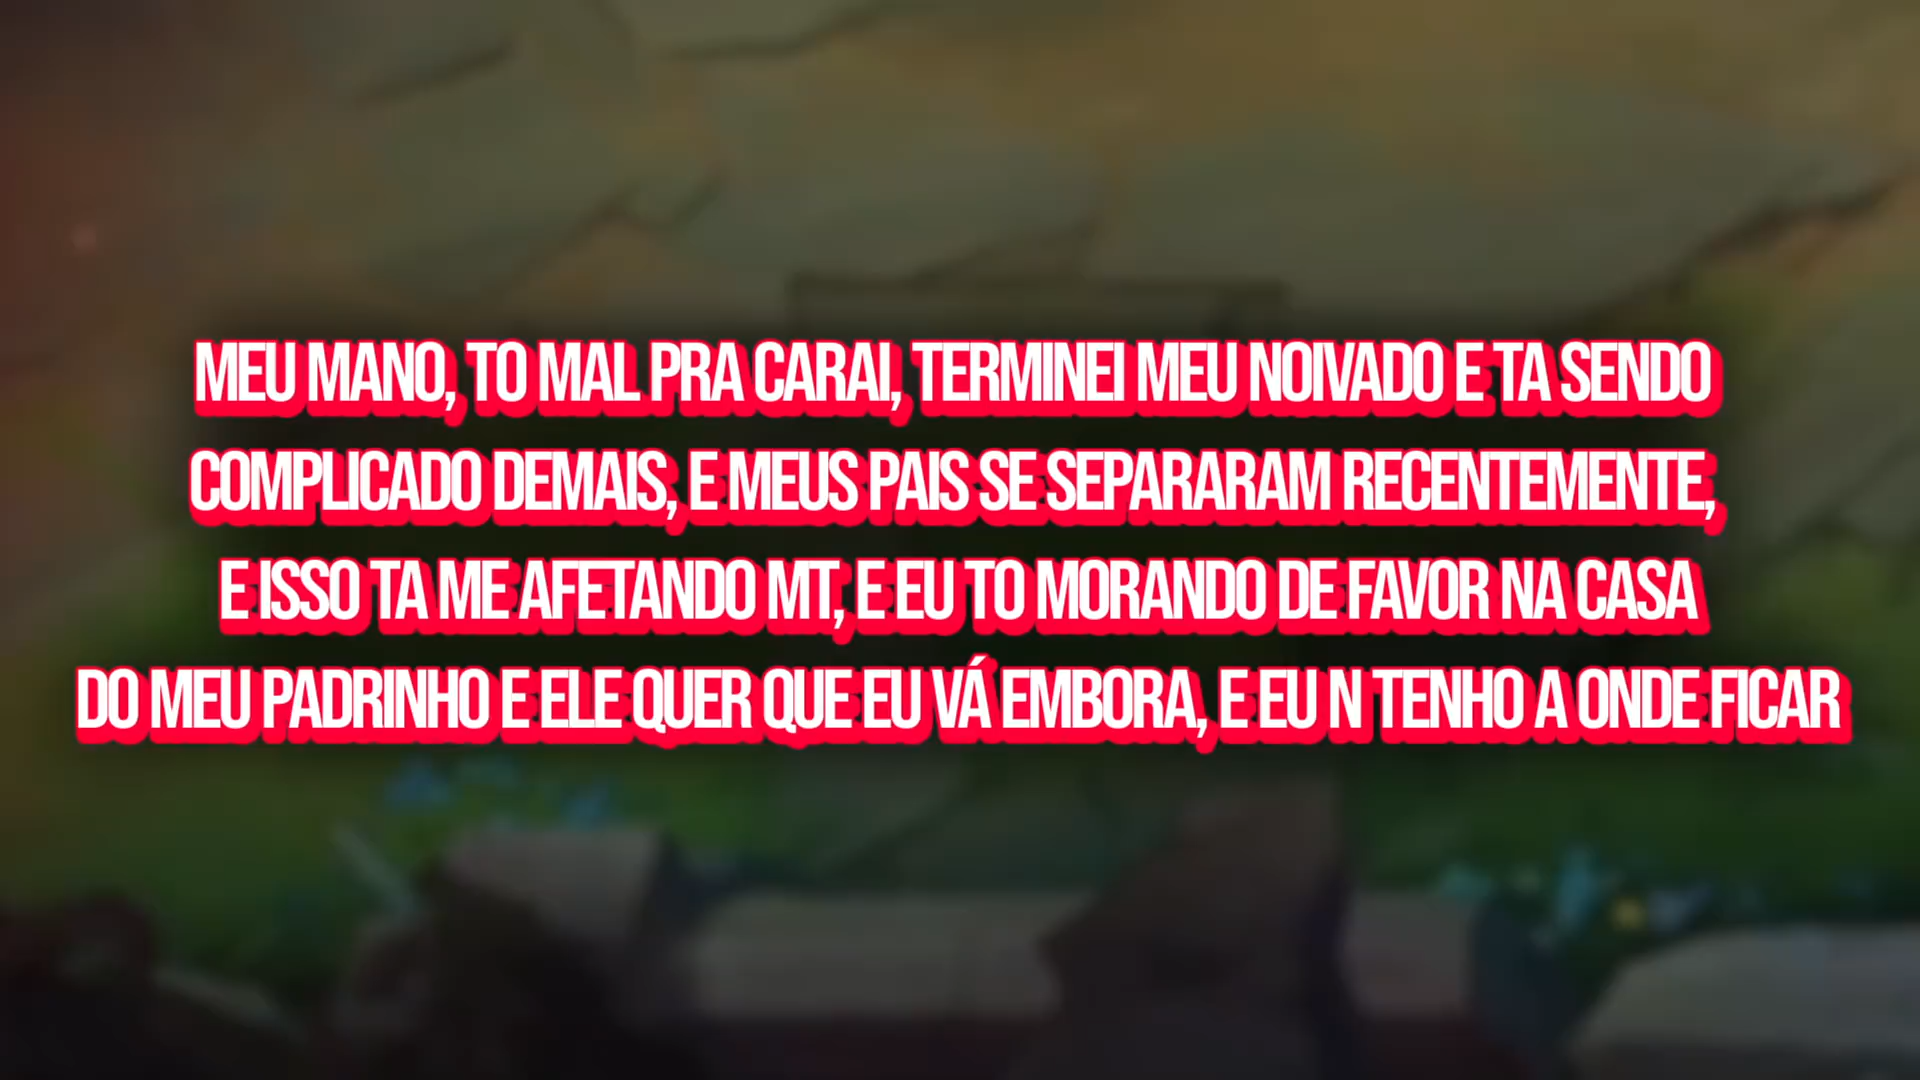 MEU MANO, TO MAL PRA CARAI, TERMINEI MEU NOIVADO E TA SENDO
COMPLICADO DEMAIS, E MEUS PAIS SE SEPARARAM RECENTEMENTE,
E ISSO TA ME AFETANDO MT, E EU TO MORANDO DE FAVOR NA CASA
DO MEU PADRINHO E ELE QUER QUE EU VÁ EMBORA, E EU N TENHO A ONDE FICAR